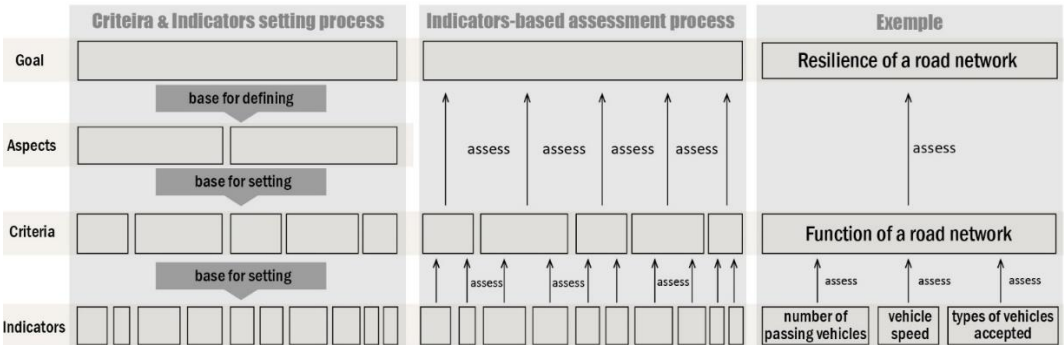 Criteira & Indicators setting process
Indicators-based assessment process
Exemple
Goal
Resilience of a road network
base for defining
Aspects
assess
assess
assess
assess
assess
base for setting
Criteria
Function of a road network
base for setting
assess
assess
assess
assess
assess
assess
Indicators
number of
passing vehicles
vehicle
speed
types of vehicles
accepted